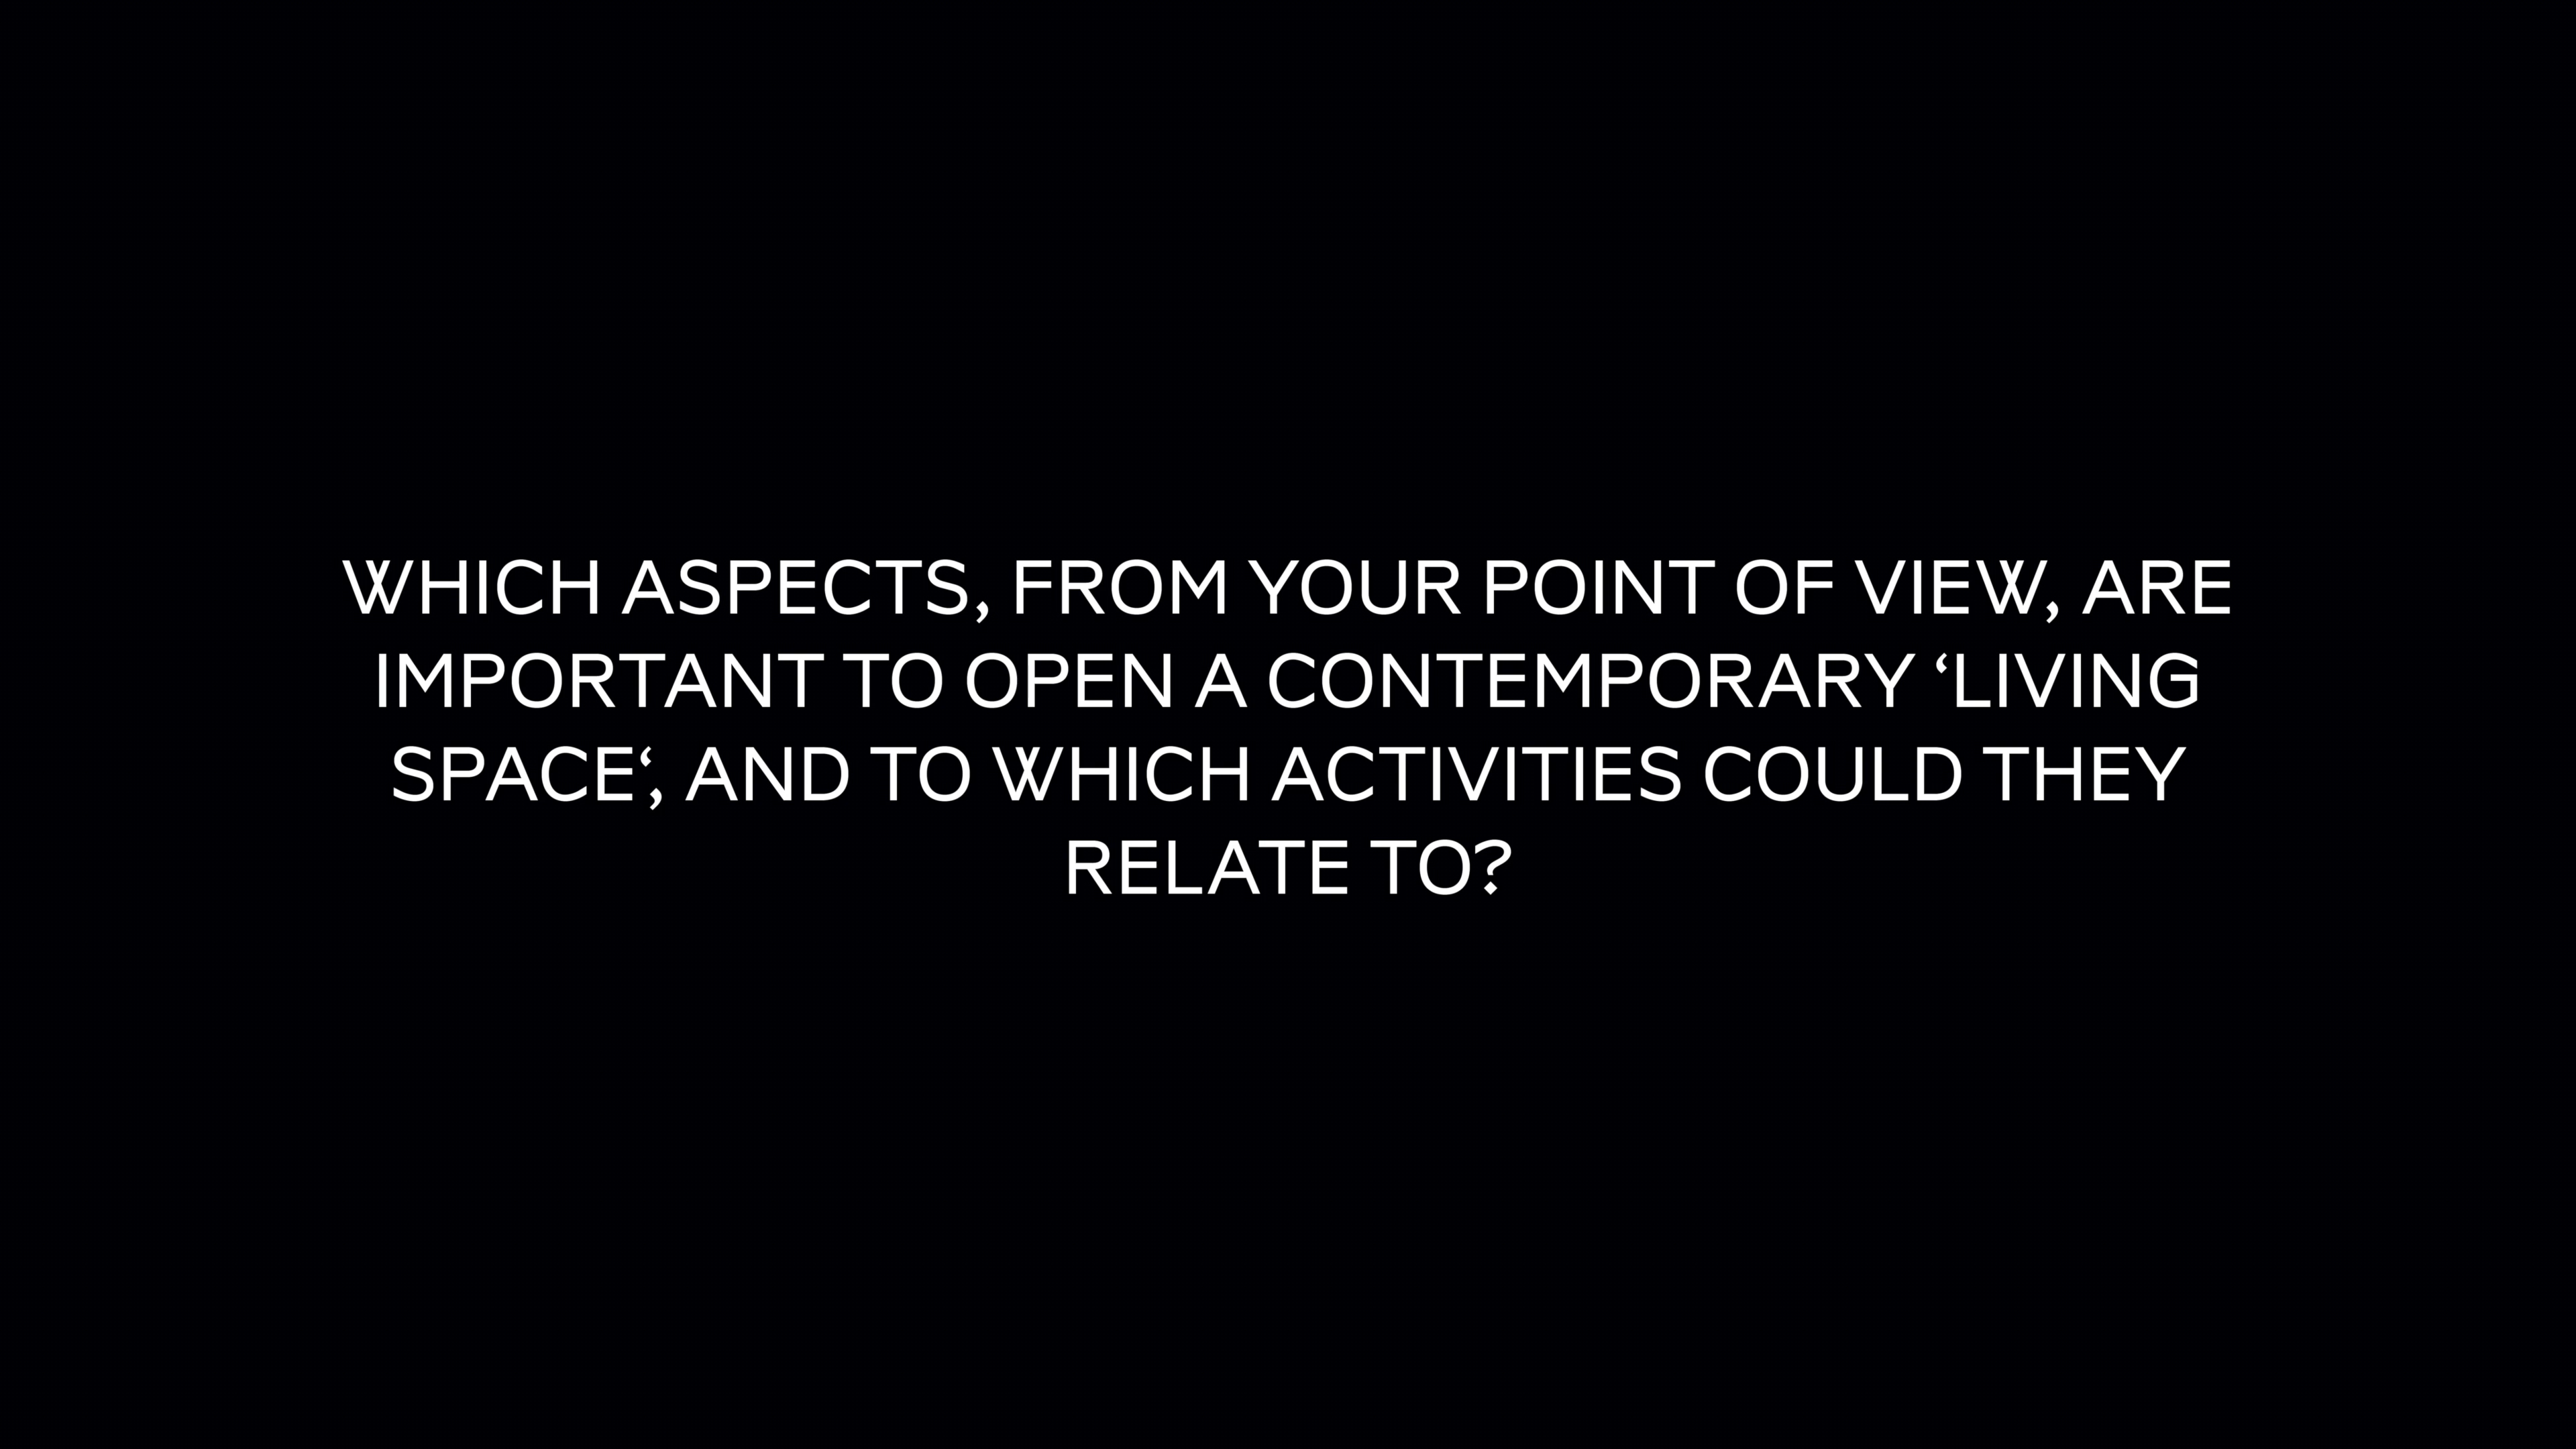 WHICH ASPECTS, FROM YOUR POINT OF VIEW, ARE
IMPORTANT TO OPEN A CONTEMPORARY ‘LIVING
SPACE‘, AND TO WHICH ACTIVITIES COULD THEY
RELATE TO?